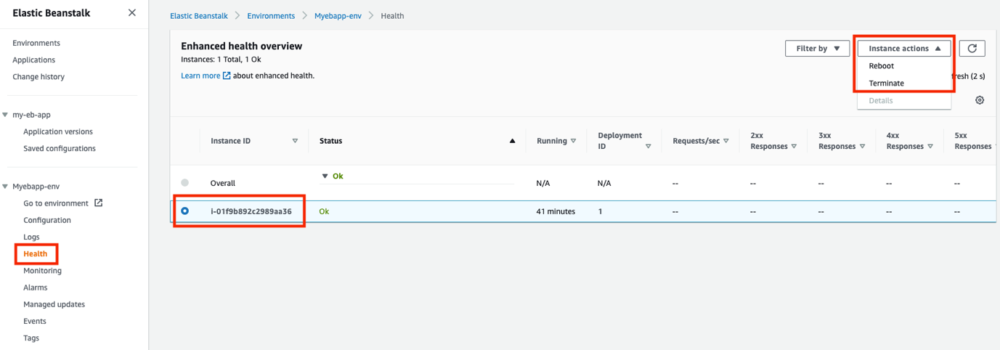 Elastic Beanstalk
Environments
Applications
Change history
my-eb-app
Application versions
Saved configurations
Myebapp-env
Go to environment
Configuration
Logs
Health
Monitoring
Alarms
Managed updates
Events
Tags
Elastic Beanstalk > Environments > Myebapp-env > Health
Enhanced health overview
Instances: 1 Total, 1 Ok
Learn more about enhanced health.
Filter by
Instance actions
Reboot
Terminate
Details
fresh (2 s)
Instance ID Status Running Deployment ID Requests/sec 2xx Responses 3xx Responses 4xx Responses 5xx Responses
Overall Ok N/A N/A -- -- -- -- --
i-01f9b892c2989aa36 Ok 41 minutes 1 -- -- -- -- --